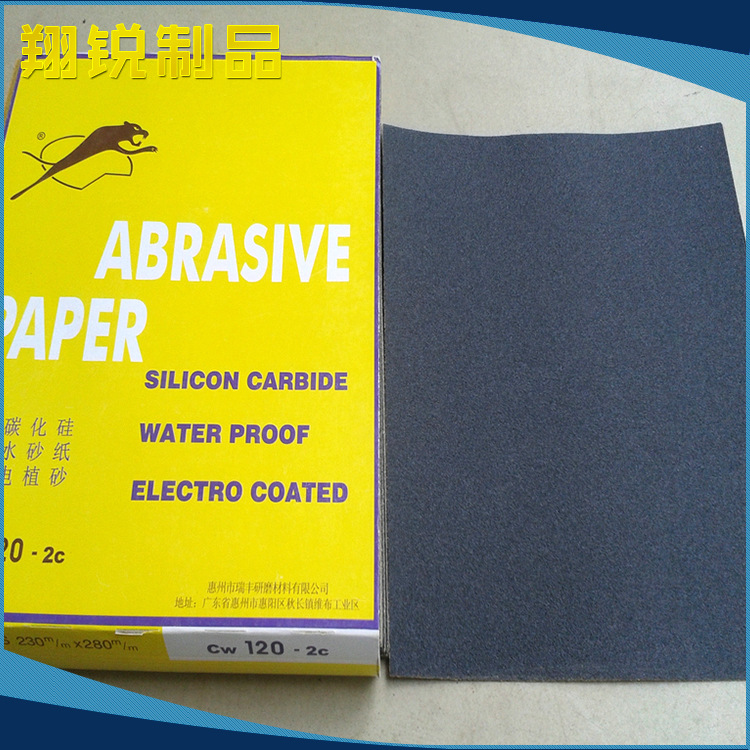 翔锐制品
®
ABRASIVE
PAPER
SILICON CARBIDE
WATER PROOF
ELECTRO COATED
碳化硅
水砂纸
电植砂
20 - 2c
惠州市瑞丰研磨材料有限公司
地址:广东省惠州市惠阳区秋长镇维布工业区
S 230m/m x 280m/m
CW 120 - 2c